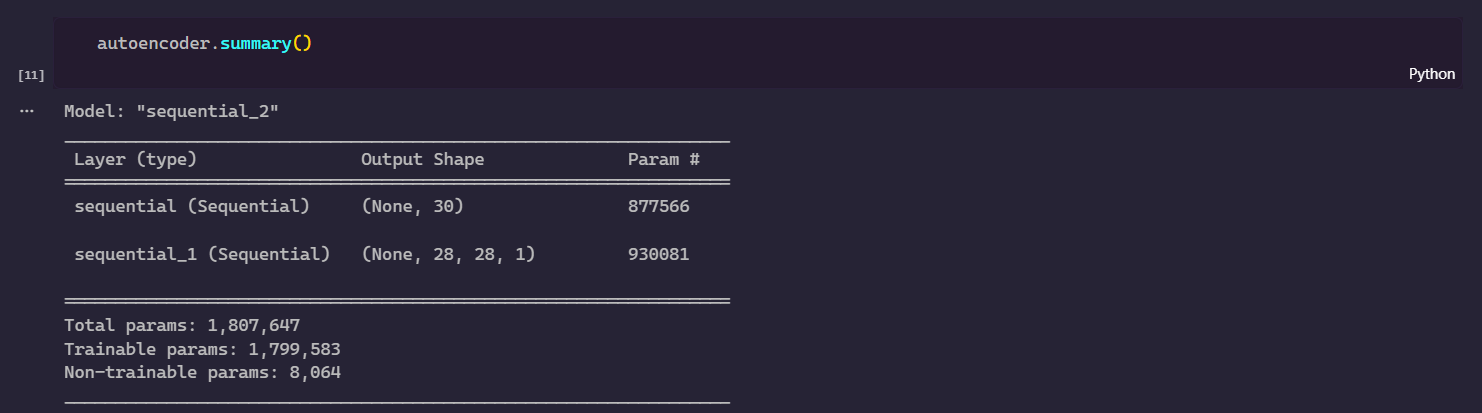 autoencoder.summary()
[11]
Python
... Model: "sequential_2"
Layer (type) Output Shape Param #
sequential (Sequential) (None, 30) 877566
sequential_1 (Sequential) (None, 28, 28, 1) 930081
Total params: 1,807,647
Trainable params: 1,799,583
Non-trainable params: 8,064